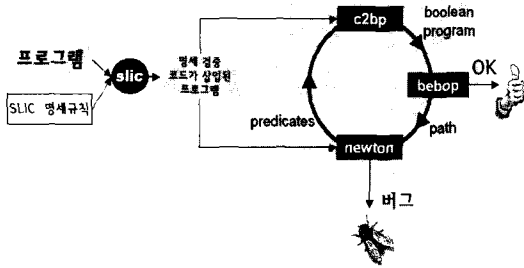 프로그램
SLIC 명세규칙
slic
명세 검증
코드가 삽입된
프로그램
c2bp
boolean
program
bebop
OK
path
newton
predicates
버그